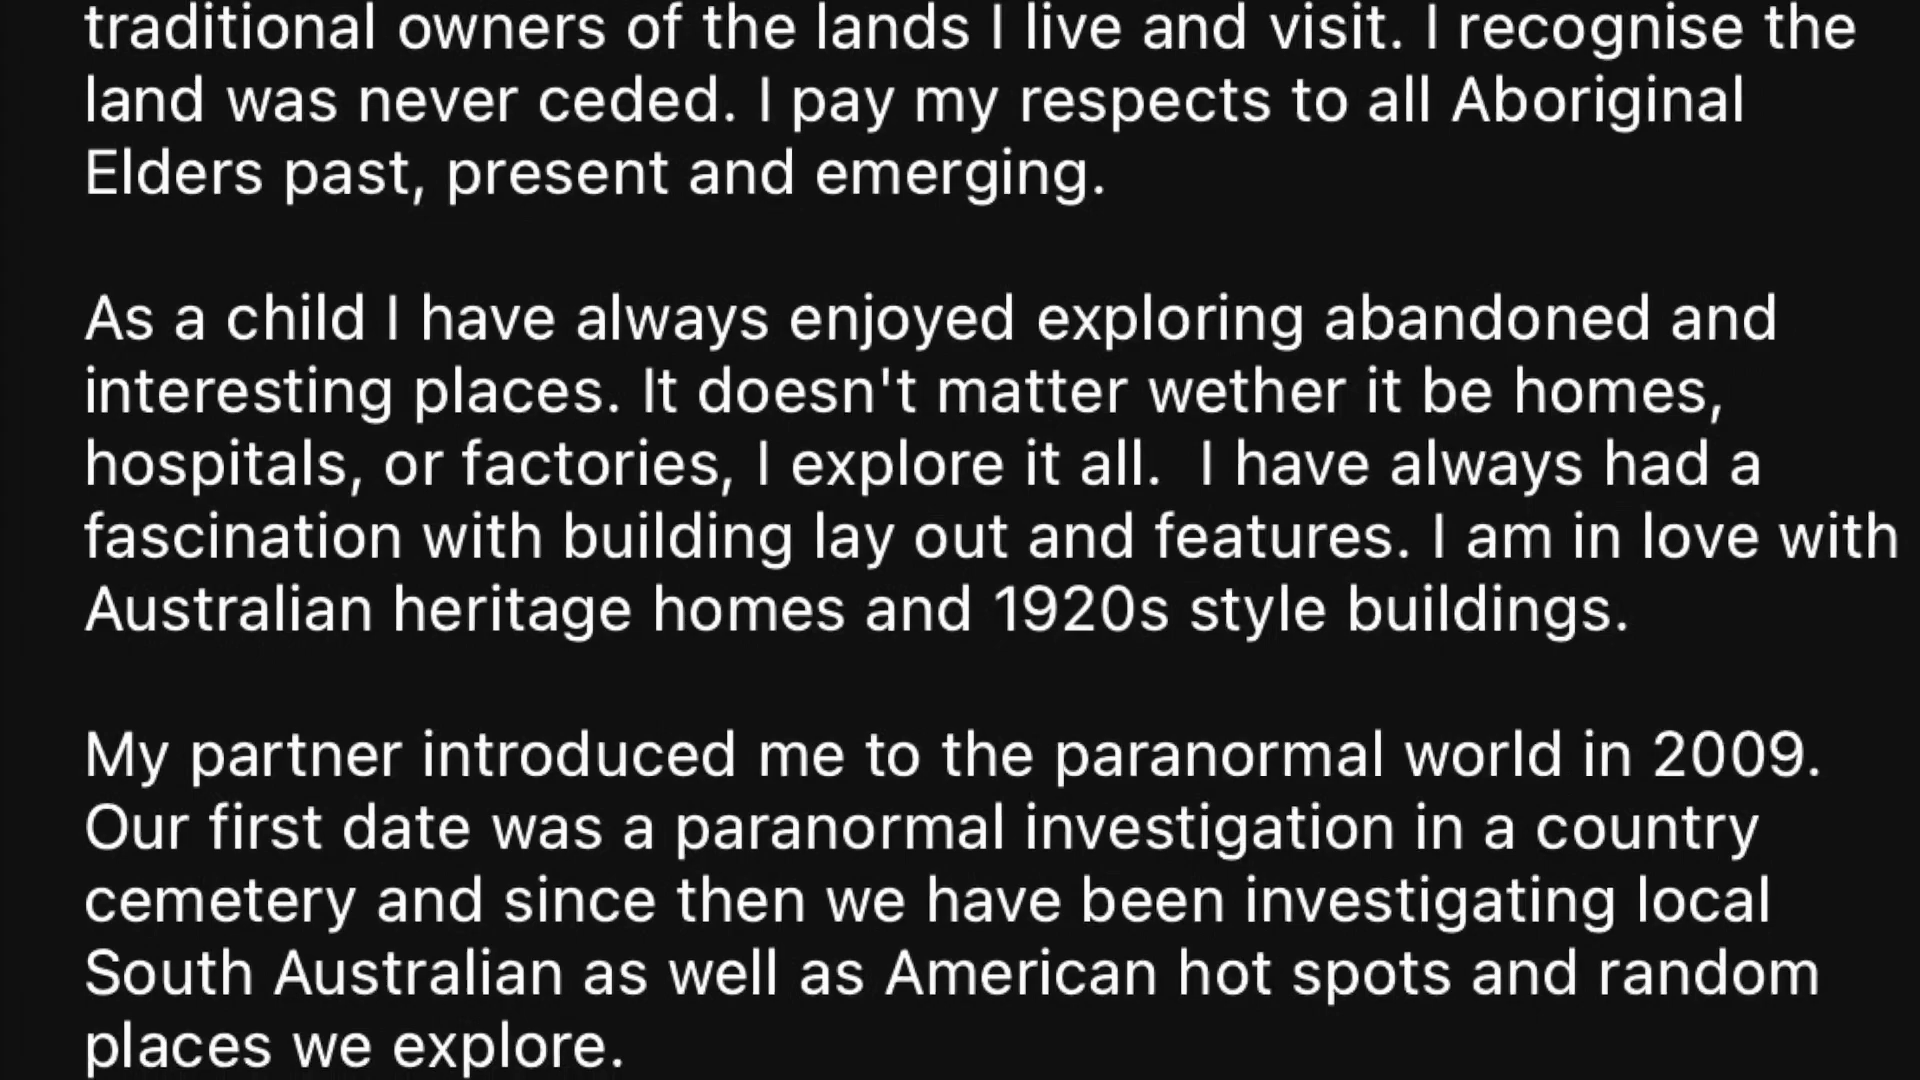 traditional owners of the lands I live and visit. I recognise the
land was never ceded. I pay my respects to all Aboriginal
Elders past, present and emerging.
As a child I have always enjoyed exploring abandoned and
interesting places. It doesn't matter wether it be homes,
hospitals, or factories, I explore it all.  I have always had a
fascination with building lay out and features. I am in love with
Australian heritage homes and 1920s style buildings.
My partner introduced me to the paranormal world in 2009.
Our first date was a paranormal investigation in a country
cemetery and since then we have been investigating local
South Australian as well as American hot spots and random
places we explore.